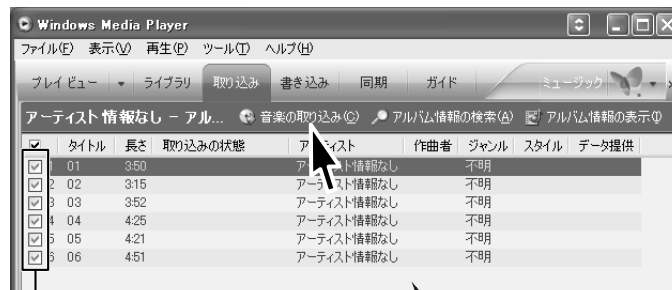 Windows Media Player
ファイル(F) 表示(V) 再生(P) ツール(T) ヘルプ(H)
プレイ ビュー ライブラリ 取り込み 書き込み 同期 ガイド ミュージック
アーティスト情報なし - アル... 音楽の取り込み(C) アルバム情報の検索(A) アルバム情報の表示(I)
タイトル 長さ 取り込みの状態 アーティスト 作曲者 ジャンル スタイル データ提供
01 3:50 アーティスト情報なし 不明
2 02 3:15 アーティスト情報なし 不明
3 03 3:52 アーティスト情報なし 不明
4 04 4:25 アーティスト情報なし 不明
5 05 4:21 アーティスト情報なし 不明
6 06 4:51 アーティスト情報なし 不明